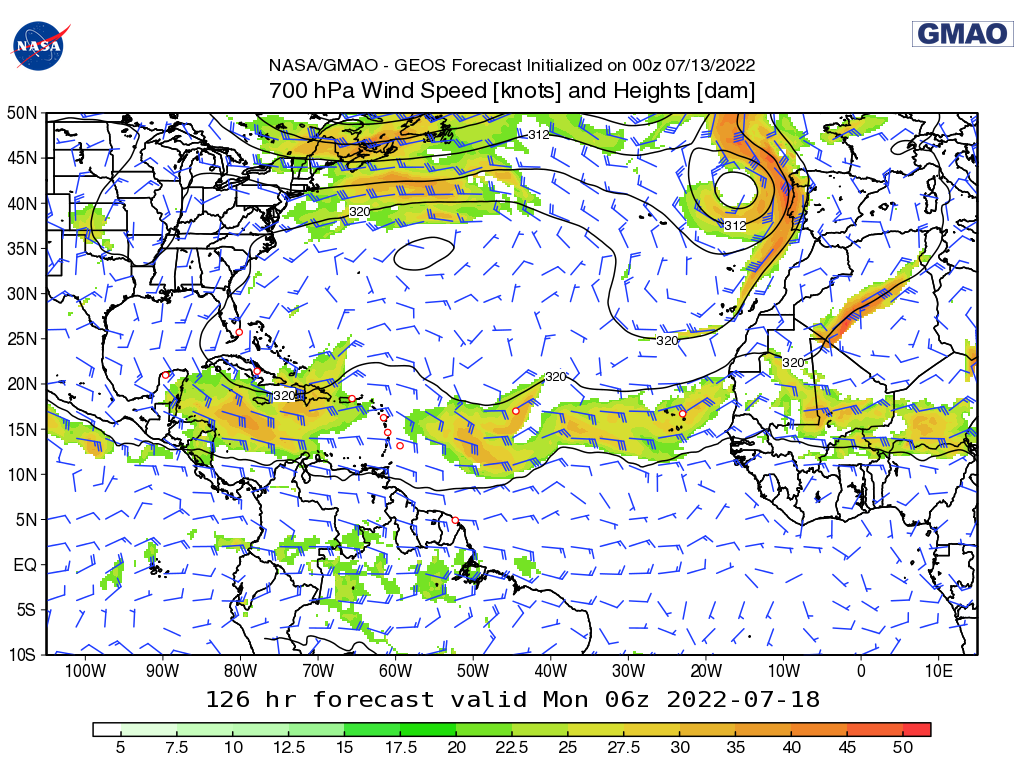 NASA
GMAO
NASA/GMAO - GEOS Forecast Initialized on 00z 07/13/2022
700 hPa Wind Speed [knots] and Heights [dam]
50N
45N
40N
35N
30N
25N
20N
15N
10N
5N
EQ
5S
10S
312
320
312
320
320
320
320
100W 90W 80W 70W 60W 50W 40W 30W 20W 10W 0 10E
126 hr forecast valid Mon 06z 2022-07-18
5 7.5 10 12.5 15 17.5 20 22.5 25 27.5 30 35 40 45 50